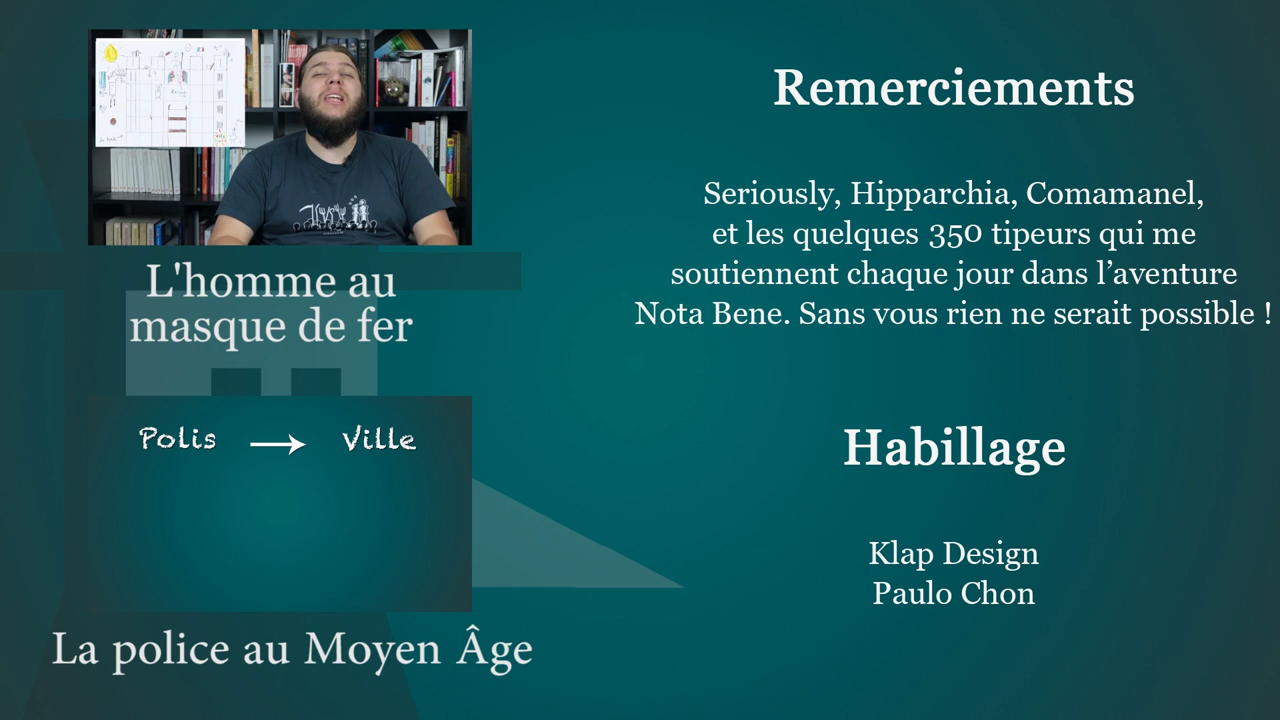 L'homme au
masque de fer
Polis → Ville
La police au Moyen Âge
Remerciements
Seriously, Hipparchia, Comamanel,
et les quelques 350 tipeurs qui me
soutiennent chaque jour dans l’aventure
Nota Bene. Sans vous rien ne serait possible !
Habillage
Klap Design
Paulo Chon